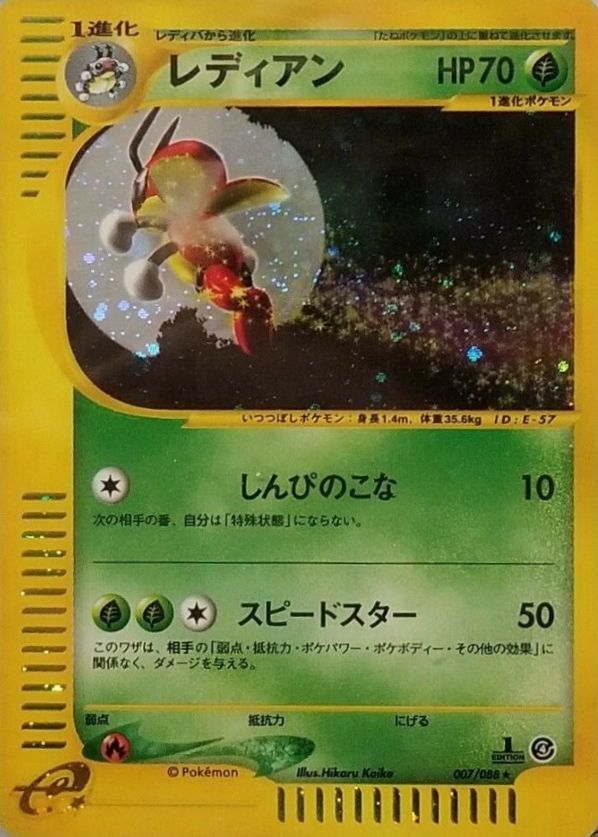 1進化
レディバから進化
「たねポケモン」の上に重ねて進化させます
レディアン
HP70
1進化ポケモン
いつつぼしポケモン：身長1.4m、体重35.6kg ID:E-57
しんぴのこな 10
次の相手の番、自分は「特殊状態」にならない。
スピードスター 50
このワザは、相手の「弱点・抵抗力・ポケパワー・ポケボディー・その他の効果」に
関係なく、ダメージを与える。
弱点 抵抗力 にげる
1
EDITION
© Pokémon
Illus.Hikaru Koike
007/088★
e